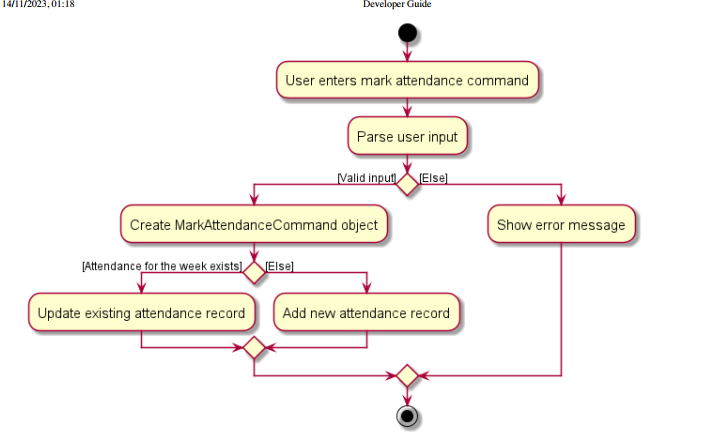 14/11/2023, 01:18 Developer Guide
User enters mark attendance command
Parse user input
[Valid input] [Else]
Create MarkAttendanceCommand object Show error message
[Attendance for the week exists] [Else]
Update existing attendance record Add new attendance record